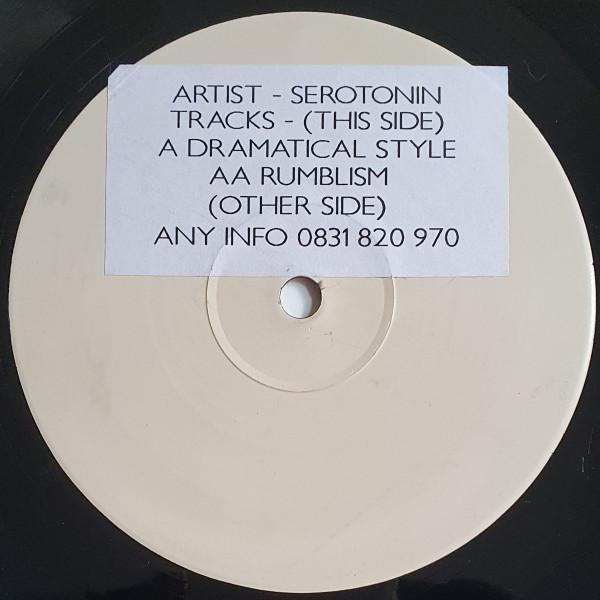 ARTIST - SEROTONIN
TRACKS - (THIS SIDE)
A DRAMATICAL STYLE
AA RUMBLISM
(OTHER SIDE)
ANY INFO 0831 820 970